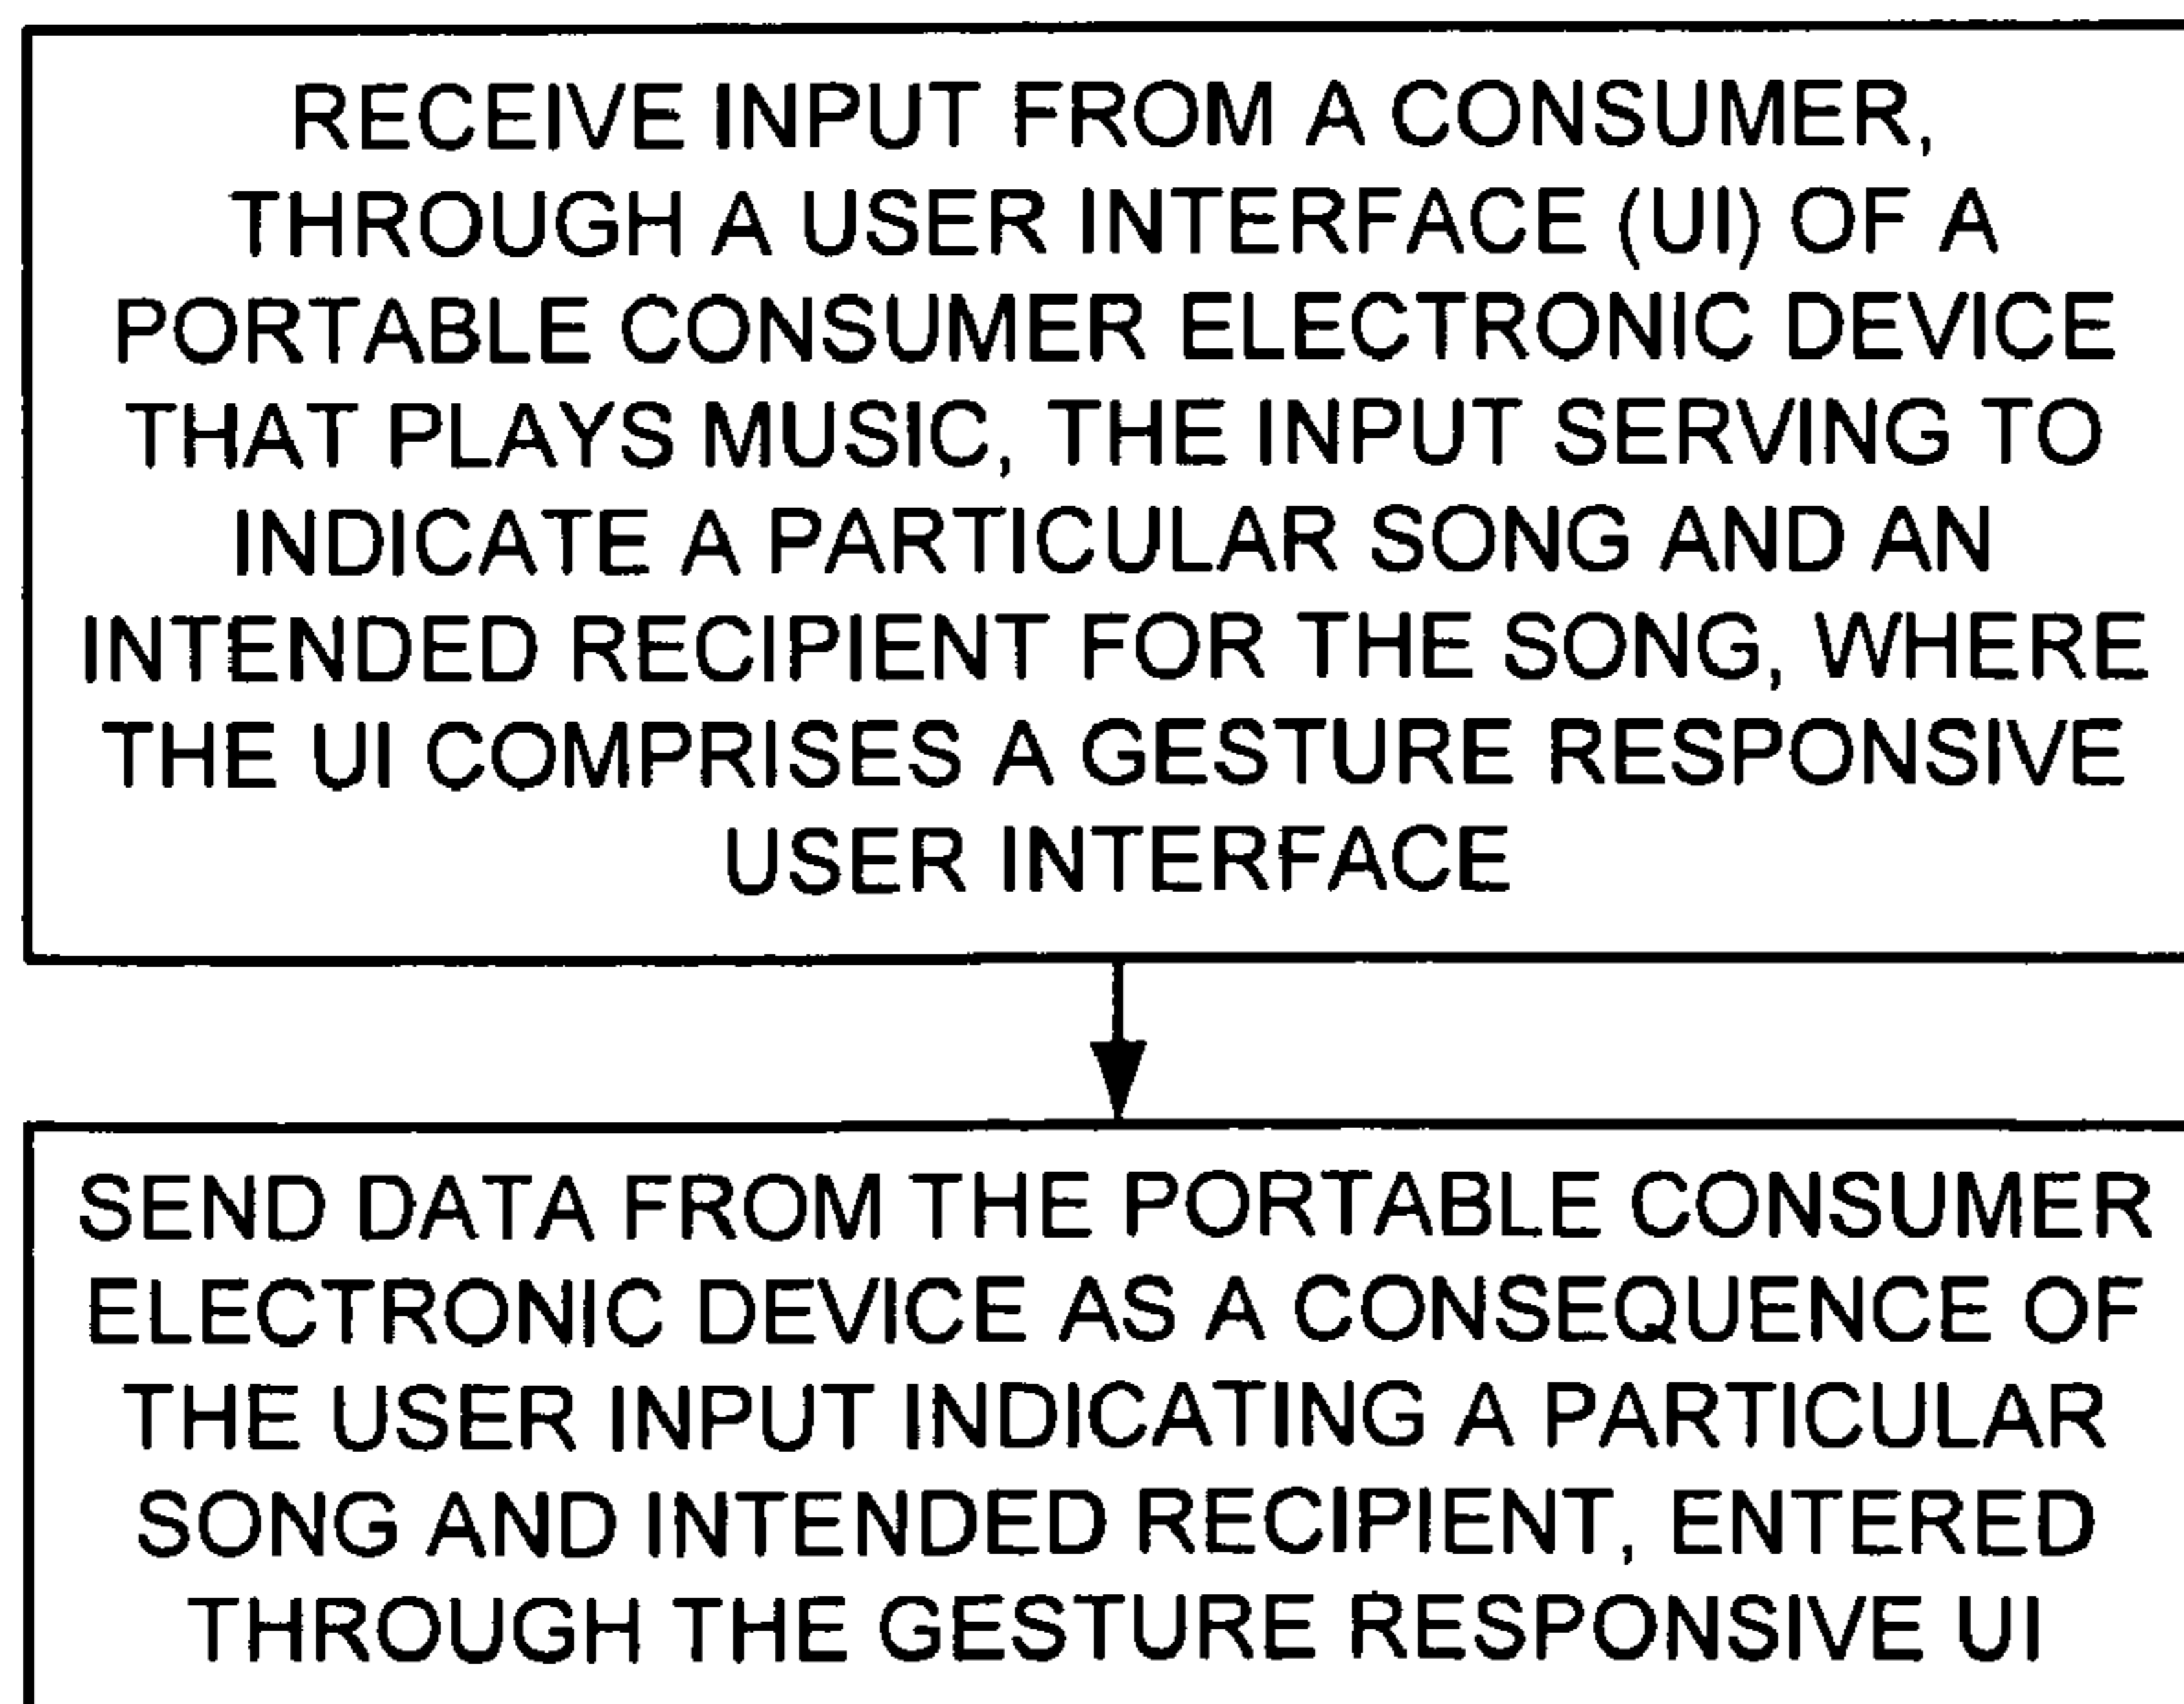 RECEIVE INPUT FROM A CONSUMER,
THROUGH A USER INTERFACE (UI) OF A
PORTABLE CONSUMER ELECTRONIC DEVICE
THAT PLAYS MUSIC, THE INPUT SERVING TO
INDICATE A PARTICULAR SONG AND AN
INTENDED RECIPIENT FOR THE SONG, WHERE
THE UI COMPRISES A GESTURE RESPONSIVE
USER INTERFACE
SEND DATA FROM THE PORTABLE CONSUMER
ELECTRONIC DEVICE AS A CONSEQUENCE OF
THE USER INPUT INDICATING A PARTICULAR
SONG AND INTENDED RECIPIENT, ENTERED
THROUGH THE GESTURE RESPONSIVE UI